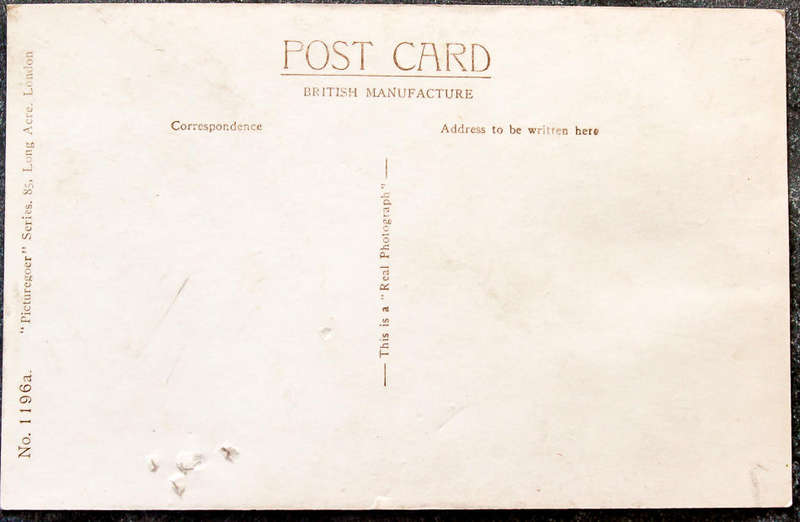 POST CARD
BRITISH MANUFACTURE
Correspondence
Address to be written here
This is a "Real Photograph"
No. 1196a.
"Picturegoer" Series. 85, Long Acre. London